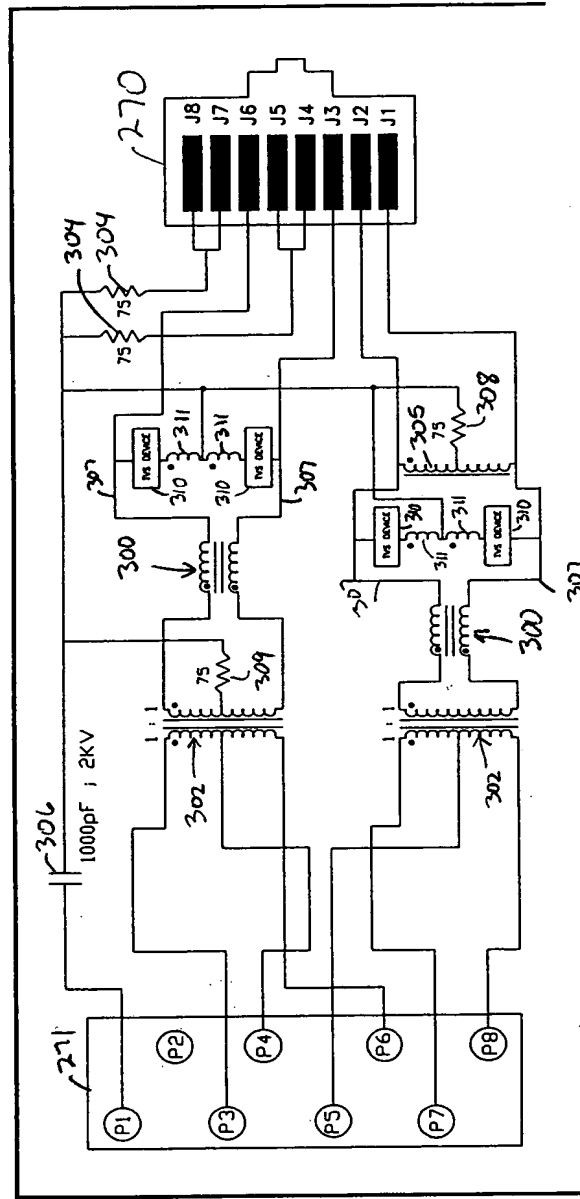 270
J8
J7
J6
J5
J4
J3
J2
J1
304
304
75
75
311
311
TVS DEVICE
TVS DEVICE
310
310
307
307
300
75
309
1 : 1
302
306
1000pF ; 2KV
305
75
308
TVS DEVICE
TVS DEVICE
310
310
311
311
307
307
300
1 : 1
302
271
P1
P2
P3
P4
P5
P6
P7
P8